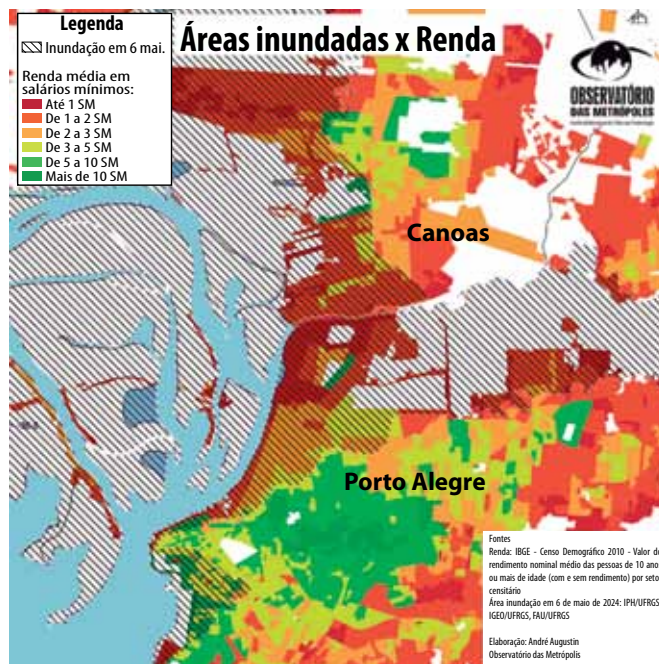 Legenda
Inundação em 6 mai.
Renda média em
salários mínimos:
Até 1 SM
De 1 a 2 SM
De 2 a 3 SM
De 3 a 5 SM
De 5 a 10 SM
Mais de 10 SM
Áreas inundadas x Renda
OBSERVATÓRIO
DAS METRÓPOLES
Canoas
Porto Alegre
Fontes
Renda: IBGE - Censo Demográfico 2010 - Valor do
rendimento nominal médio das pessoas de 10 ano
ou mais de idade (com e sem rendimento) por seto
censitário
Área inundação em 6 de maio de 2024: IPH/UFRGS
IGEO/UFRGS, FAU/UFRGS
Elaboração: André Augustin
Observatório das Metrópolis